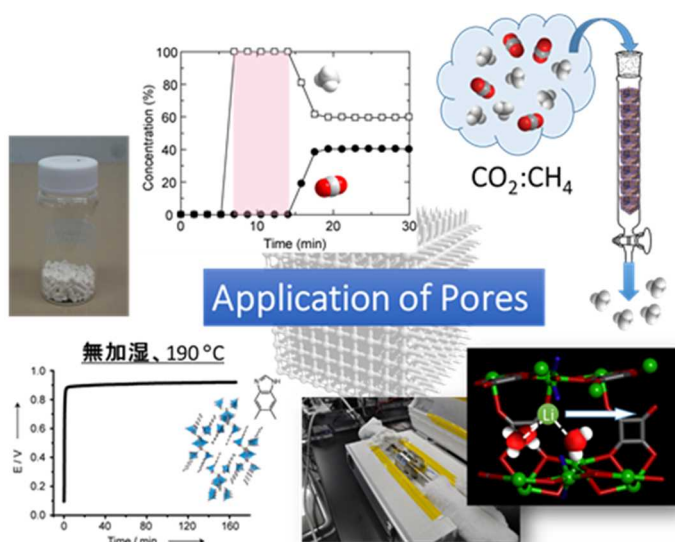 100
80
60
40
20
0
Concentration (%)
0
10
20
30
Time (min)
CO₂:CH₄
Application of Pores
無加湿、190 °C
1.0
0.8
0.6
0.4
0.2
0.0
E / V
0
40
80
120
160
Time / min
N
NH
Li